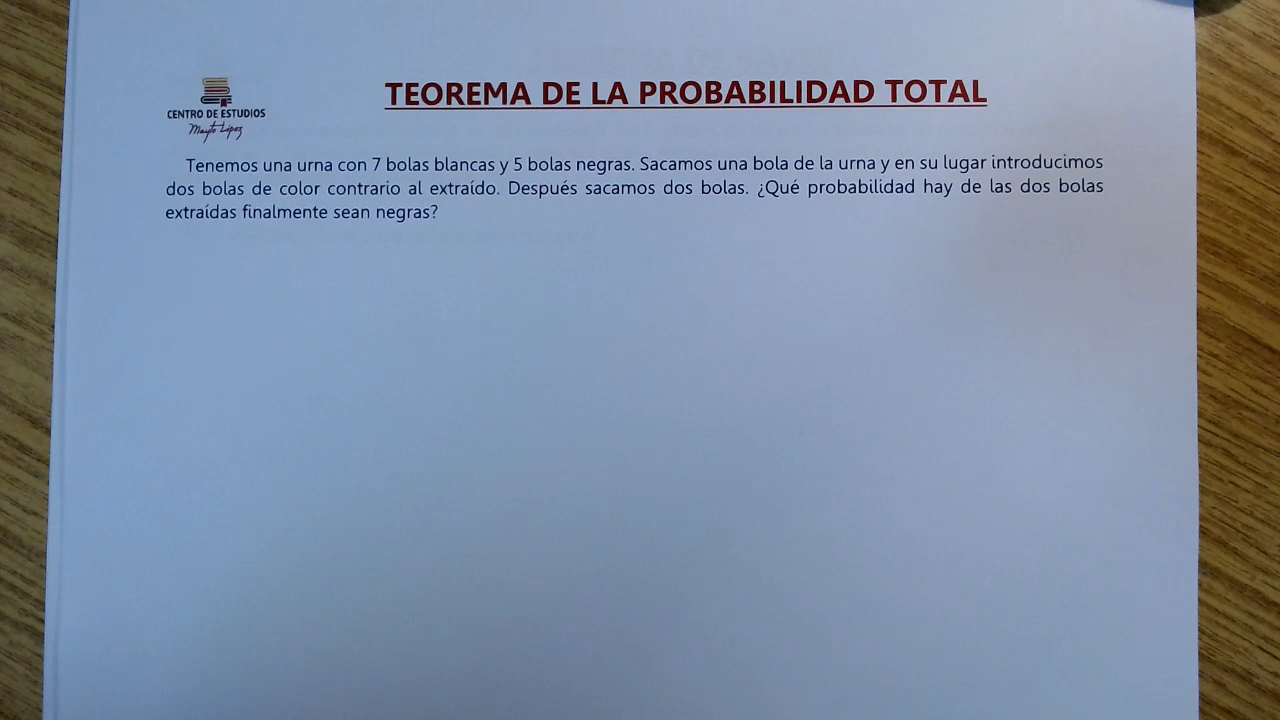 TEOREMA DE LA PROBABILIDAD TOTAL
CENTRO DE ESTUDIOS
Mayto López
Tenemos una urna con 7 bolas blancas y 5 bolas negras. Sacamos una bola de la urna y en su lugar introducimos
dos bolas de color contrario al extraído. Después sacamos dos bolas. ¿Qué probabilidad hay de las dos bolas
extraídas finalmente sean negras?